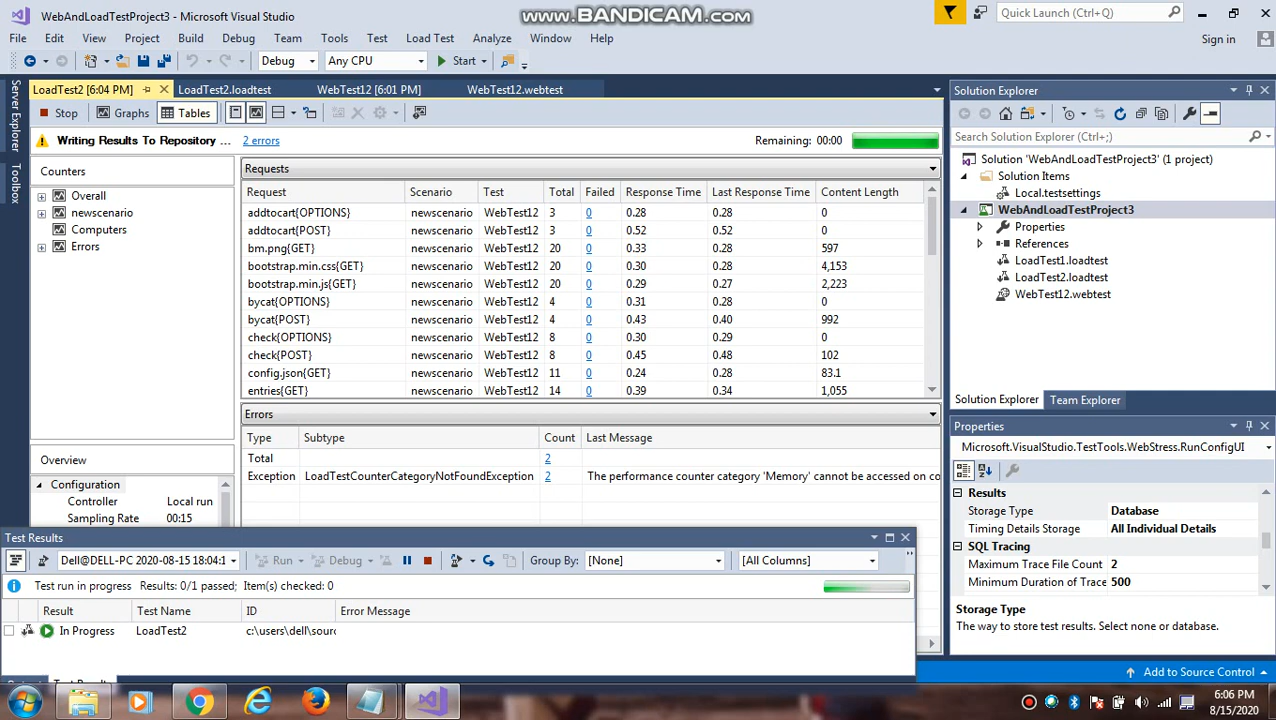 WebAndLoadTestProject3 - Microsoft Visual Studio
www.BANDICAM.com
Quick Launch (Ctrl+Q)
File Edit View Project Build Debug Team Tools Test Load Test Analyze Window Help
Sign in
Debug Any CPU Start
Server Explorer
Toolbox
LoadTest2 [6:04 PM] LoadTest2.loadtest WebTest12 [6:01 PM] WebTest12.webtest
Stop Graphs Tables
Writing Results To Repository ... 2 errors Remaining: 00:00
Counters
Overall
newscenario
Computers
Errors
Requests
Request Scenario Test Total Failed Response Time Last Response Time Content Length
addtocart{OPTIONS} newscenario WebTest12 3 0 0.28 0.28 0
addtocart{POST} newscenario WebTest12 3 0 0.52 0.52 0
bm.png{GET} newscenario WebTest12 20 0 0.33 0.28 597
bootstrap.min.css{GET} newscenario WebTest12 20 0 0.30 0.28 4,153
bootstrap.min.js{GET} newscenario WebTest12 20 0 0.29 0.27 2,223
bycat{OPTIONS} newscenario WebTest12 4 0 0.31 0.28 0
bycat{POST} newscenario WebTest12 4 0 0.43 0.40 992
check{OPTIONS} newscenario WebTest12 8 0 0.30 0.29 0
check{POST} newscenario WebTest12 8 0 0.45 0.48 102
config.json{GET} newscenario WebTest12 11 0 0.24 0.28 83.1
entries{GET} newscenario WebTest12 14 0 0.39 0.34 1,055
Errors
Type Subtype Count Last Message
Total 2
Exception LoadTestCounterCategoryNotFoundException 2 The performance counter category 'Memory' cannot be accessed on co
Overview
Configuration
Controller Local run
Sampling Rate 00:15
Test Results
Dell@DELL-PC 2020-08-15 18:04:1 Run Debug Group By: [None] [All Columns]
Test run in progress Results: 0/1 passed; Item(s) checked: 0
Result Test Name ID Error Message
In Progress LoadTest2 c:\users\dell\sourc
Solution Explorer
Search Solution Explorer (Ctrl+;)
Solution 'WebAndLoadTestProject3' (1 project)
Solution Items
Local.testsettings
WebAndLoadTestProject3
Properties
References
LoadTest1.loadtest
LoadTest2.loadtest
WebTest12.webtest
Solution Explorer Team Explorer
Properties
Microsoft.VisualStudio.TestTools.WebStress.RunConfigUI
Results
Storage Type Database
Timing Details Storage All Individual Details
SQL Tracing
Maximum Trace File Count 2
Minimum Duration of Trace 500
Storage Type
The way to store test results. Select none or database.
Add to Source Control
6:06 PM
8/15/2020